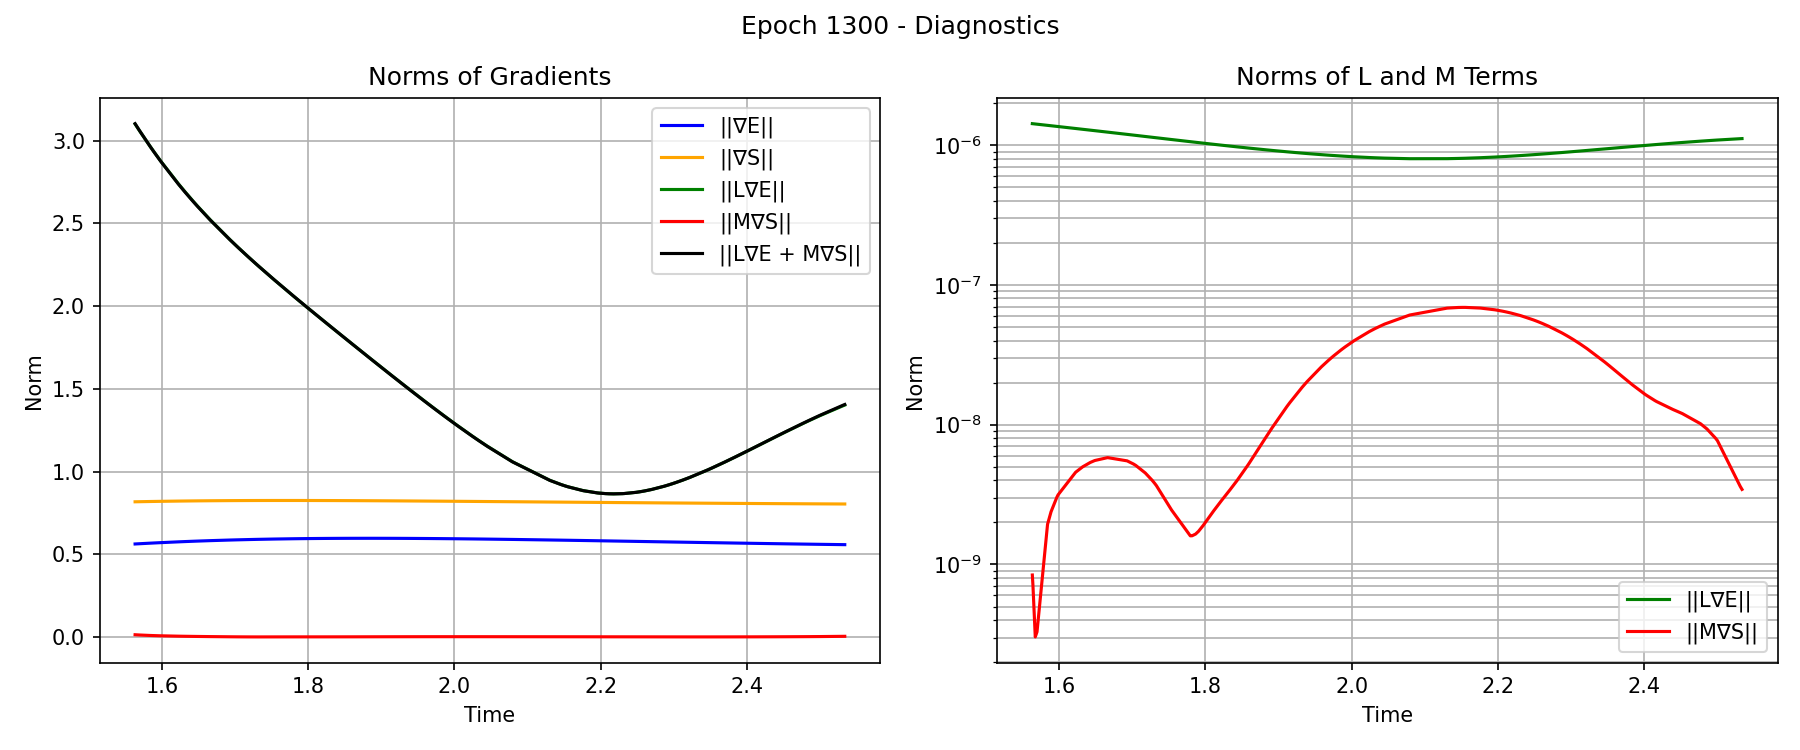 Epoch 1300 - Diagnostics
Norms of Gradients
Norm
3.0
2.5
2.0
1.5
1.0
0.5
0.0
1.6
1.8
2.0
2.2
2.4
Time
||∇E||
||∇S||
||L∇E||
||M∇S||
||L∇E + M∇S||
Norms of L and M Terms
Norm
10⁻⁶
10⁻⁷
10⁻⁸
10⁻⁹
1.6
1.8
2.0
2.2
2.4
Time
||L∇E||
||M∇S||